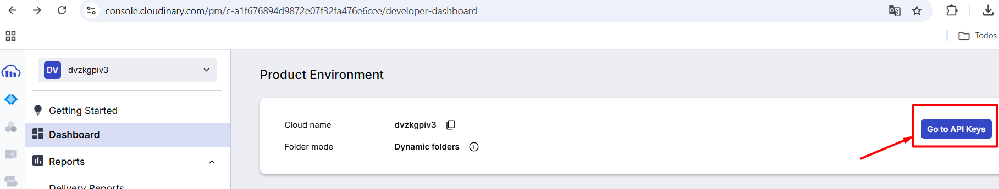 console.cloudinary.com/pm/c-a1f676894d9872e07f32fa476e6cee/developer-dashboard
Todos
DV dvzkgpiv3
Getting Started
Dashboard
Reports
Delivery Reports
Product Environment
Cloud name dvzkgpiv3
Folder mode Dynamic folders
Go to API Keys